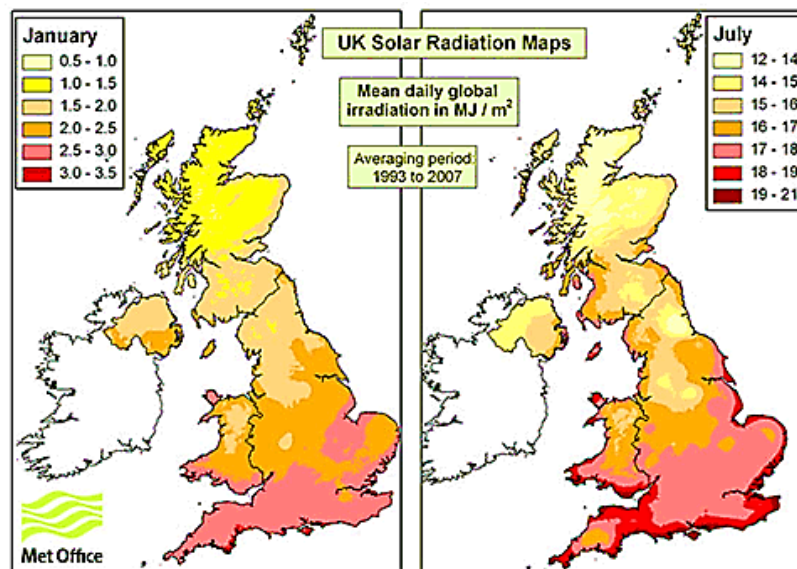 January
0.5 - 1.0
1.0 - 1.5
1.5 - 2.0
2.0 - 2.5
2.5 - 3.0
3.0 - 3.5
UK Solar Radiation Maps
Mean daily global
irradiation in MJ / m²
Averaging period:
1993 to 2007
July
12 - 14
14 - 15
15 - 16
16 - 17
17 - 18
18 - 19
19 - 21
Met Office